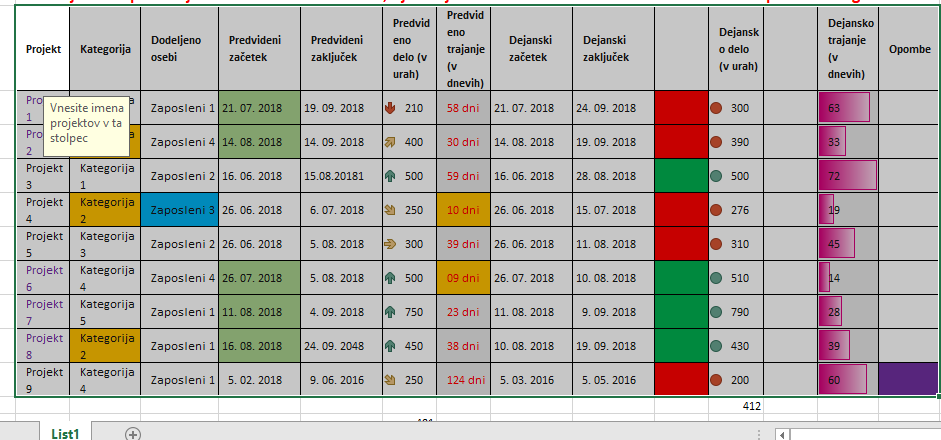 Projekt Kategorija Dodeljeno osebi Predvideni začetek Predvideni zaključek Predvid eno delo (v urah) Predvid eno trajanje (v dnevih) Dejanski začetek Dejanski zaključek Dejansk o delo (v urah) Dejansko trajanje (v dnevih) Opombe
Proj 1 a Zaposleni 1 21. 07. 2018 19. 09. 2018 210 58 dni 21. 07. 2018 24. 09. 2018 300 63
Vnesite imena
projektov v ta
stolpec
Proj 2 a Zaposleni 4 14. 08. 2018 14. 09. 2018 400 30 dni 14. 08. 2018 19. 09. 2018 390 33
Projekt 3 Kategorija 1 Zaposleni 2 16. 06. 2018 15.08.20181 500 59 dni 16. 06. 2018 28. 08. 2018 500 72
Projekt 4 Kategorija 2 Zaposleni 3 26. 06. 2018 6. 07. 2018 250 10 dni 26. 06. 2018 15. 07. 2018 276 19
Projekt 5 Kategorija 3 Zaposleni 2 26. 06. 2018 5. 08. 2018 300 39 dni 26. 06. 2018 11. 08. 2018 310 45
Projekt 6 Kategorija 4 Zaposleni 4 26. 07. 2018 5. 08. 2018 500 09 dni 26. 07. 2018 10. 08. 2018 510 14
Projekt 7 Kategorija 5 Zaposleni 1 11. 08. 2018 4. 09. 2018 750 23 dni 11. 08. 2018 9. 09. 2018 790 28
Projekt 8 Kategorija 2 Zaposleni 1 16. 08. 2018 24. 09. 2048 450 38 dni 10. 08. 2018 19. 09. 2018 430 39
Projekt 9 Kategorija 4 Zaposleni 1 5. 02. 2018 9. 06. 2016 250 124 dni 5. 03. 2016 5. 05. 2016 200 60
412
List1